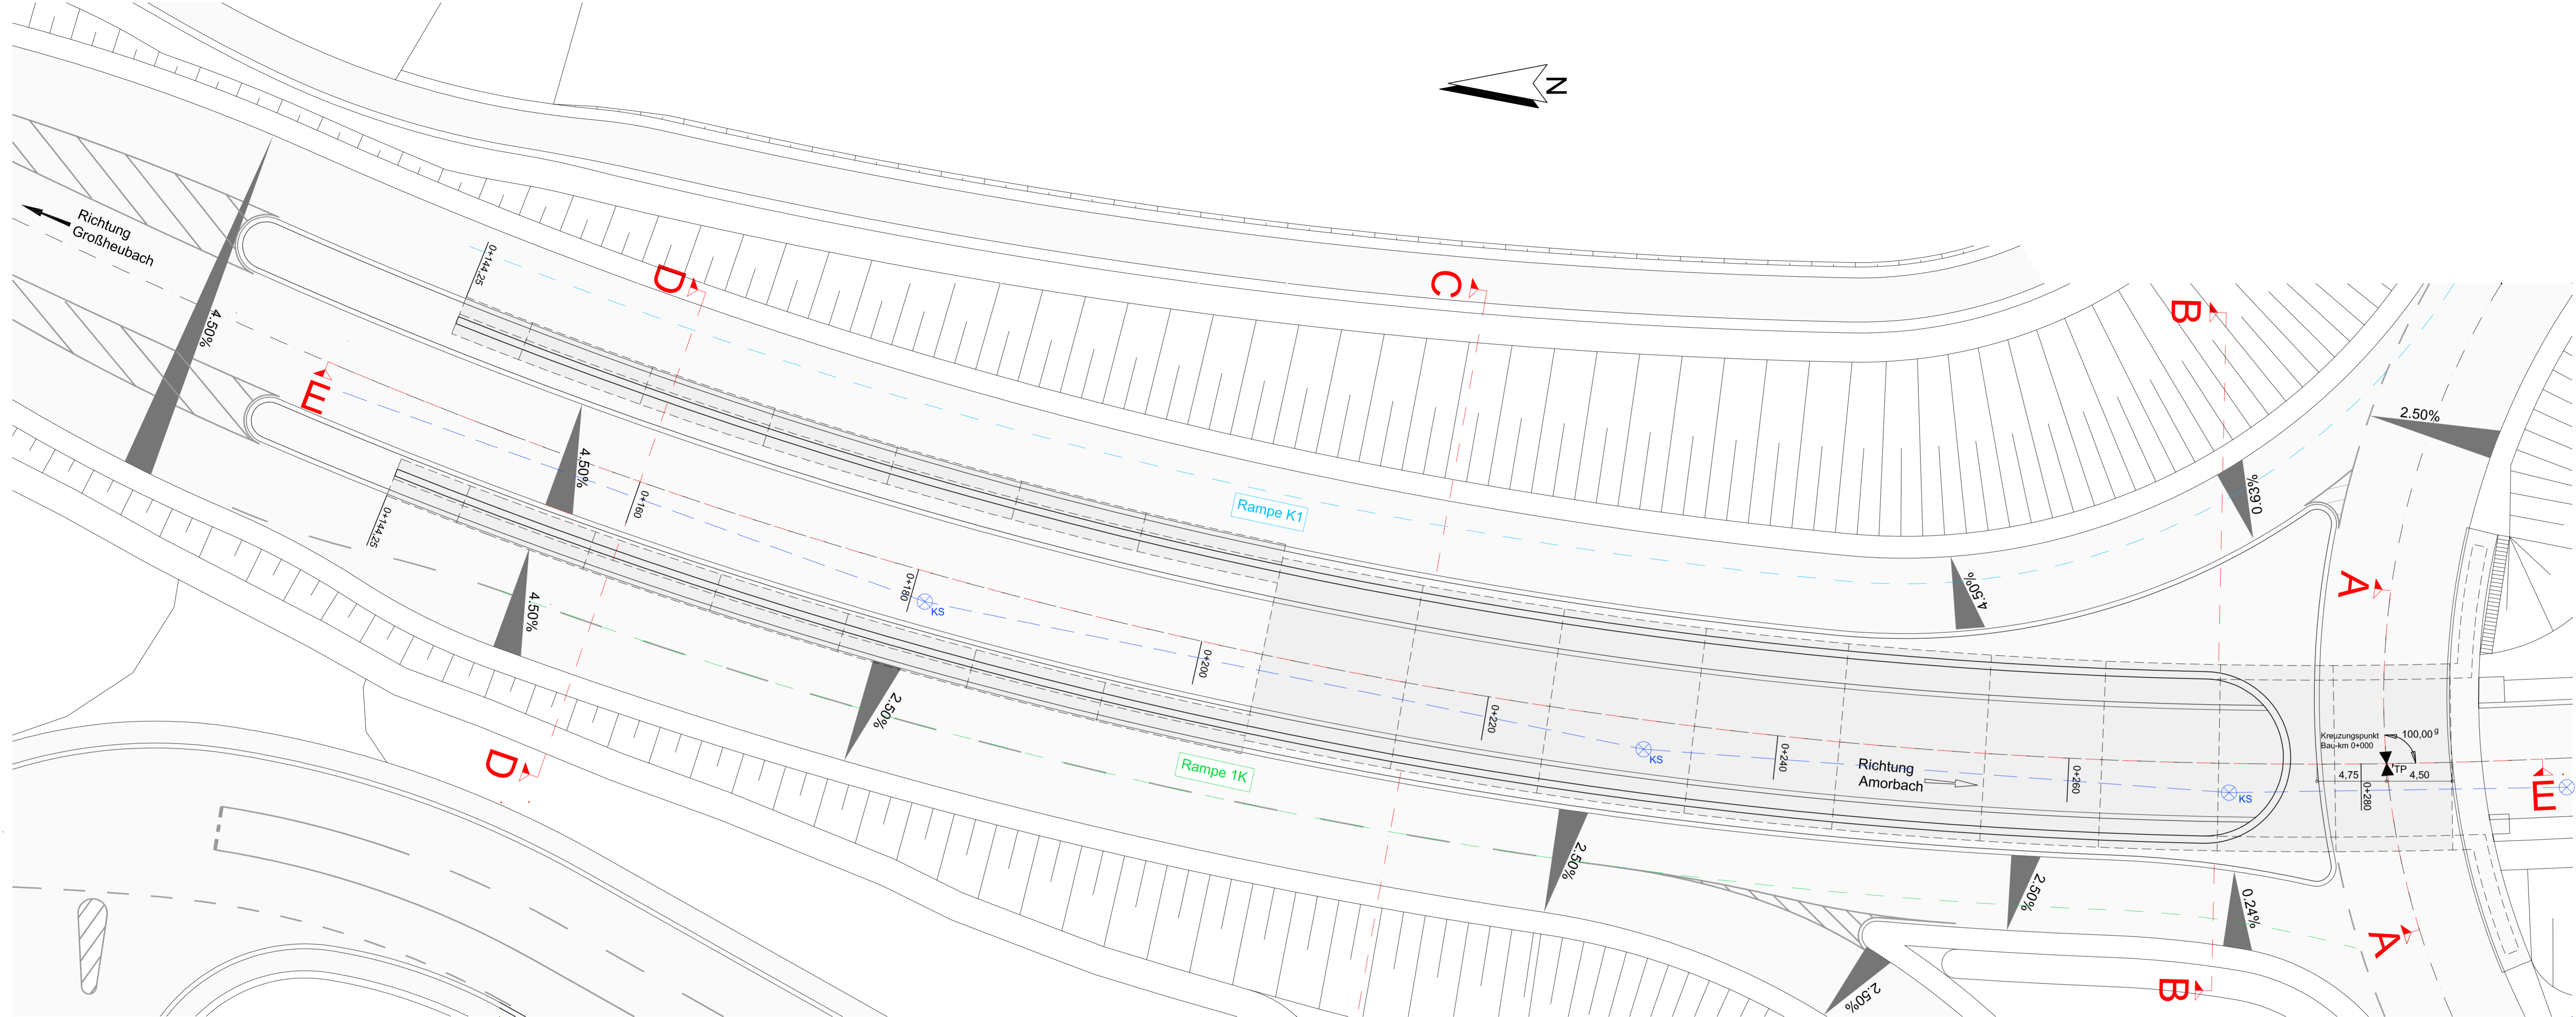 N
Richtung
Großheubach
4.50%
0+144,25
D
C
B
E
4.50%
0+160
0+144,25
4.50%
0+180
KS
Rampe K1
0+200
2.50%
D
Rampe 1K
0+220
KS
0+240
Richtung
Amorbach
0+260
4.50%
0.63%
2.50%
A
Kreuzungspunkt
Bau-km 0+000
100,00 g
TP
4,75
4,50
0+280
E
KS
2.50%
2.50%
0.24%
2.50%
A
B